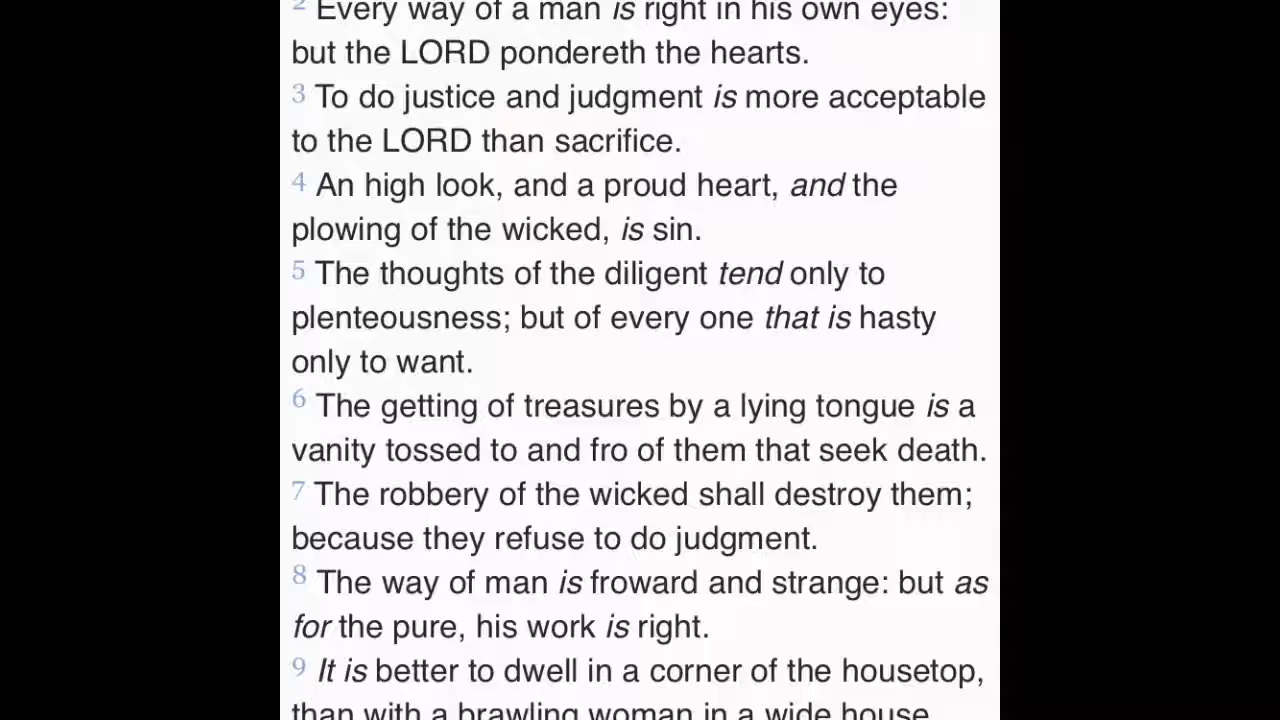 2 Every way of a man is right in his own eyes:
but the LORD pondereth the hearts.
3 To do justice and judgment is more acceptable
to the LORD than sacrifice.
4 An high look, and a proud heart, and the
plowing of the wicked, is sin.
5 The thoughts of the diligent tend only to
plenteousness; but of every one that is hasty
only to want.
6 The getting of treasures by a lying tongue is a
vanity tossed to and fro of them that seek death.
7 The robbery of the wicked shall destroy them;
because they refuse to do judgment.
8 The way of man is froward and strange: but as
for the pure, his work is right.
9 It is better to dwell in a corner of the housetop,
than with a brawling woman in a wide house